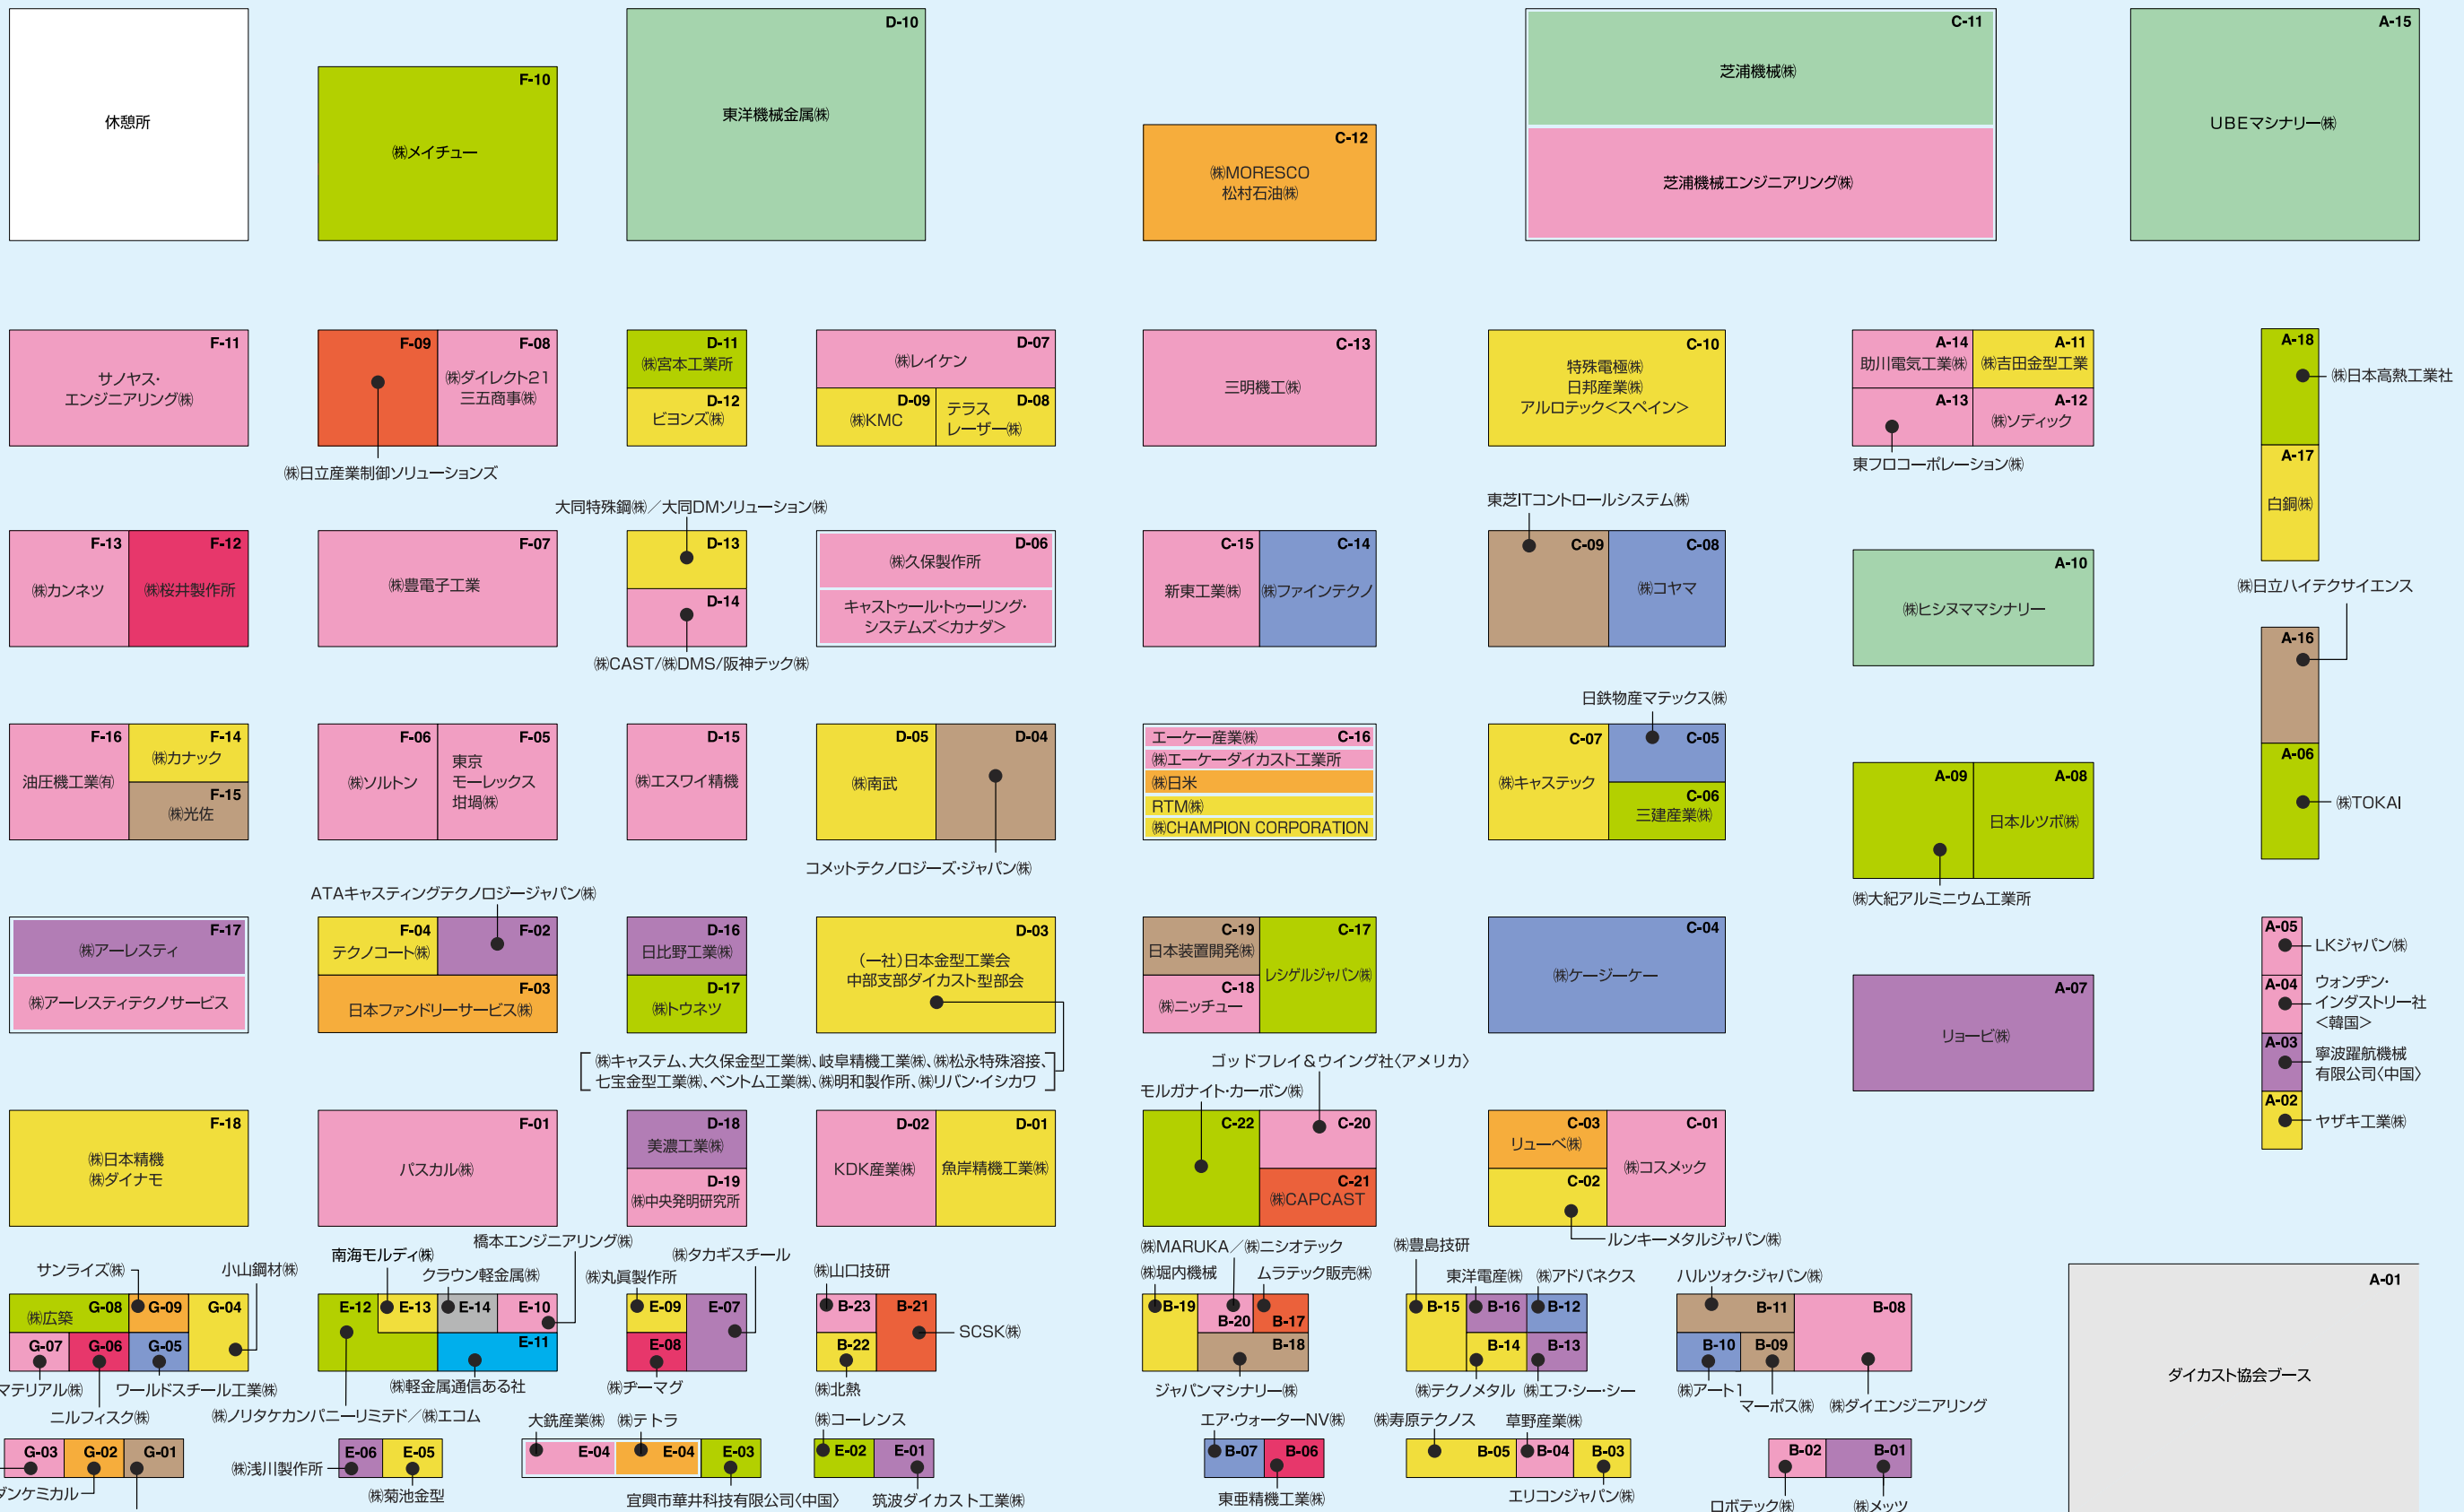 休憩所
F-10
㈱メイチュー
D-10
東洋機械金属㈱
C-12
㈱MORESCO
松村石油㈱
C-11
芝浦機械㈱
芝浦機械エンジニアリング㈱
A-15
UBEマシナリー㈱
F-11
サノヤス・
エンジニアリング㈱
F-09
㈱日立産業制御ソリューションズ
F-08
㈱ダイレクト21
三五商事㈱
D-11
㈱宮本工業所
D-12
ビヨンズ㈱
D-07
㈱レイケン
D-09
㈱KMC
D-08
テラス
レーザー㈱
C-13
三明機工㈱
C-10
特殊電極㈱
日邦産業㈱
アルロテック<スペイン>
A-14
助川電気工業㈱
A-11
㈱吉田金型工業
A-13
東フロコーポレーション㈱
A-12
㈱ソディック
A-18
㈱日本高熱工業社
A-17
白銅㈱
F-13
㈱カンネツ
F-12
㈱桜井製作所
F-07
㈱豊電子工業
大同特殊鋼㈱／大同DMソリューション㈱
D-13
D-14
㈱CAST/㈱DMS/阪神テック㈱
D-06
㈱久保製作所
キャストゥール・トゥーリング・
システムズ<カナダ>
C-15
新東工業㈱
C-14
㈱ファインテクノ
東芝ITコントロールシステム㈱
C-09
C-08
㈱コヤマ
A-10
㈱ヒシヌママシナリー
㈱日立ハイテクサイエンス
A-16
A-06
㈱TOKAI
F-16
油圧機工業㈲
F-14
㈱カナック
F-15
㈱光佐
F-06
㈱ソルトン
F-05
東京
モーレックス
坩堝㈱
D-15
㈱エスワイ精機
D-05
㈱南武
D-04
コメットテクノロジーズ・ジャパン㈱
エーケー産業㈱ C-16
㈱エーケーダイカスト工業所
㈱日米
RTM㈱
㈱CHAMPION CORPORATION
日鉄物産マテックス㈱
C-07
㈱キャステック
C-05
C-06
三建産業㈱
A-09
㈱大紀アルミニウム工業所
A-08
日本ルツボ㈱
F-17
㈱アーレスティ
㈱アーレスティテクノサービス
ATAキャスティングテクノロジージャパン㈱
F-04
テクノコート㈱
F-02
F-03
日本ファンドリーサービス㈱
D-16
日比野工業㈱
D-17
㈱トウネツ
D-03
(一社)日本金型工業会
中部支部ダイカスト型部会
㈱キャステム、大久保金型工業㈱、岐阜精機工業㈱、㈱松永特殊溶接、
七宝金型工業㈱、ベントム工業㈱、㈱明和製作所、㈱リバン・イシカワ
C-19
日本装置開発㈱
C-18
㈱ニッチュー
C-17
レシゲルジャパン㈱
C-04
㈱ケージーケー
A-07
リョービ㈱
A-05
LKジャパン㈱
A-04
ウォンヂン・
インダストリー社
<韓国>
A-03
寧波躍航機械
有限公司〈中国〉
A-02
ヤザキ工業㈱
F-18
㈱日本精機
㈱ダイナモ
F-01
パスカル㈱
D-18
美濃工業㈱
D-19
㈱中央発明研究所
D-02
KDK産業㈱
D-01
魚岸精機工業㈱
ゴッドフレイ＆ウイング社〈アメリカ〉
モルガナイト・カーボン㈱
C-22
C-20
C-21
㈱CAPCAST
C-03
リューベ㈱
C-02
ルンキーメタルジャパン㈱
C-01
㈱コスメック
サンライズ㈱
小山鋼材㈱
G-08
㈱広築
G-09
G-04
G-07
G-06
G-05
マテリアル㈱
ワールドスチール工業㈱
ニルフィスク㈱
南海モルディ㈱
橋本エンジニアリング㈱
クラウン軽金属㈱
E-12
E-13
E-14
E-10
E-11
㈱軽金属通信ある社
㈱ノリタケカンパニーリミテド／㈱エコム
㈱タカギスチール
㈱丸眞製作所
E-09
E-07
E-08
㈱ヂーマグ
㈱山口技研
B-23
B-21
SCSK㈱
B-22
㈱北熱
㈱MARUKA／㈱ニシオテック
㈱堀内機械
ムラテック販売㈱
B-19
B-20
B-17
B-18
ジャパンマシナリー㈱
㈱豊島技研
東洋電産㈱
㈱アドバネクス
B-15
B-16
B-12
B-14
B-13
㈱テクノメタル
㈱エフ・シー・シー
ハルツォク・ジャパン㈱
B-11
B-08
B-10
B-09
㈱アート1
マーポス㈱
㈱ダイエンジニアリング
A-01
ダイカスト協会ブース
G-03
G-02
G-01
ダンケミカル
㈱浅川製作所
E-06
E-05
㈱菊池金型
大銑産業㈱
㈱テトラ
E-04
E-04
E-03
宜興市華井科技有限公司〈中国〉
㈱コーレンス
E-02
E-01
筑波ダイカスト工業㈱
エア・ウォーターNV㈱
B-07
B-06
東亜精機工業㈱
㈱寿原テクノス
草野産業㈱
B-05
B-04
B-03
エリコンジャパン㈱
B-02
B-01
ロボテック㈱
㈱メッツ